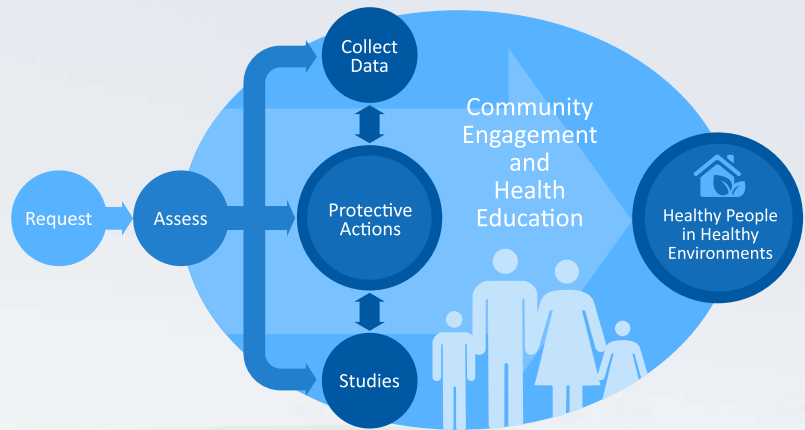 Request
Assess
Collect
Data
Protective
Actions
Studies
Community
Engagement
and
Health
Education
Healthy People
in Healthy
Environments